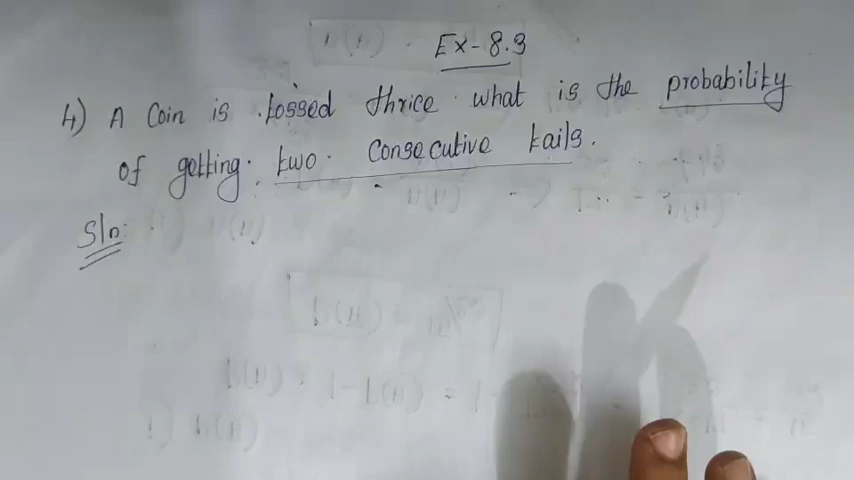 Ex-8.3
4) A Coin is tossed thrice. what is the probability
of getting two consecutive tails.
Sln: